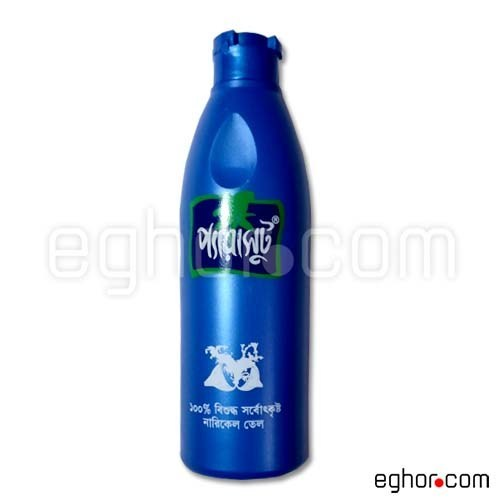 প্যারাসুট®
eghor.com
১০০% বিশুদ্ধ সর্বোৎকৃষ্ট
নারিকেল তেল
eghor.com